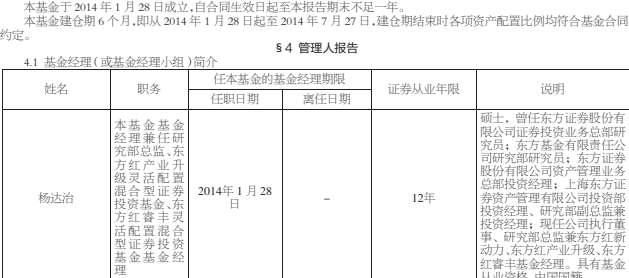 本基金于 2014 年 1 月 28 日成立,自合同生效日起至本报告期末不足一年。
本基金建仓期 6 个月,即从 2014 年 1 月 28 日起至 2014 年 7 月 27 日,建仓期结束时各项资产配置比例均符合基金合同
约定。
§4 管理人报告
4.1 基金经理(或基金经理小组)简介
姓名
职务
任本基金的基金经理期限
任职日期
离任日期
证券从业年限
说明
杨达治
本基金基金
经理兼任研
究部总监、东
方红产业升
级灵活配置
混合型证券
投资基金、东
方红睿丰灵
活配置混合
型证券投资
基金基金经
理
2014年 1 月 28
日
–
12年
硕士,曾任东方证券股份有
限公司证券投资业务总部研
究员;东方基金有限责任公
司研究部研究员;东方证券
股份有限公司资产管理业务
总部投资经理;上海东方证
券资产管理有限公司投资部
投资经理、研究部副总监兼
投资经理;现任公司执行董
事、研究部总监兼东方红新
动力、东方红产业升级、东方
红睿丰基金经理。具有基金
从业资格,中国国籍。